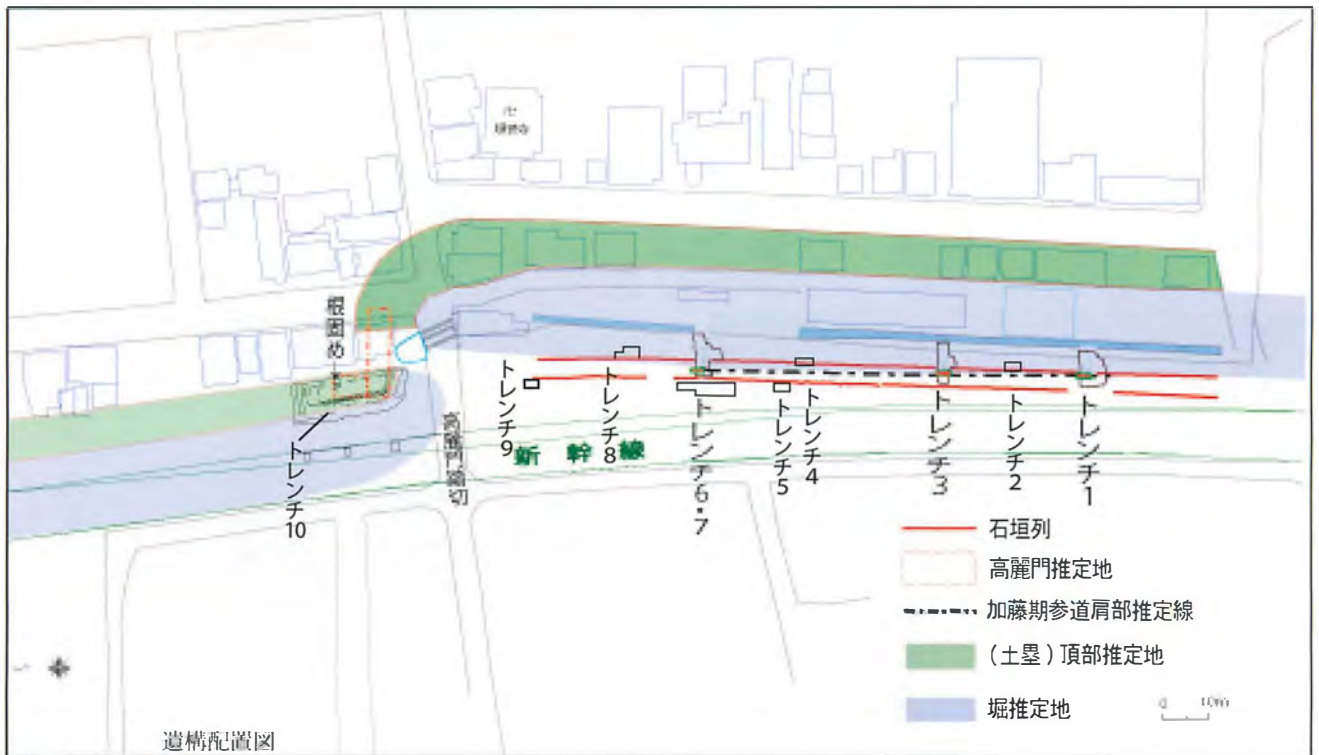 根固め
トレンチ10
高麗門踏切
トレンチ9
トレンチ8
新幹線
トレンチ6・7
トレンチ5
トレンチ4
トレンチ3
トレンチ2
トレンチ1
石垣列
高麗門推定地
加藤期参道肩部推定線
(土塁)頂部推定地
堀推定地
0 10m
遺構配置図